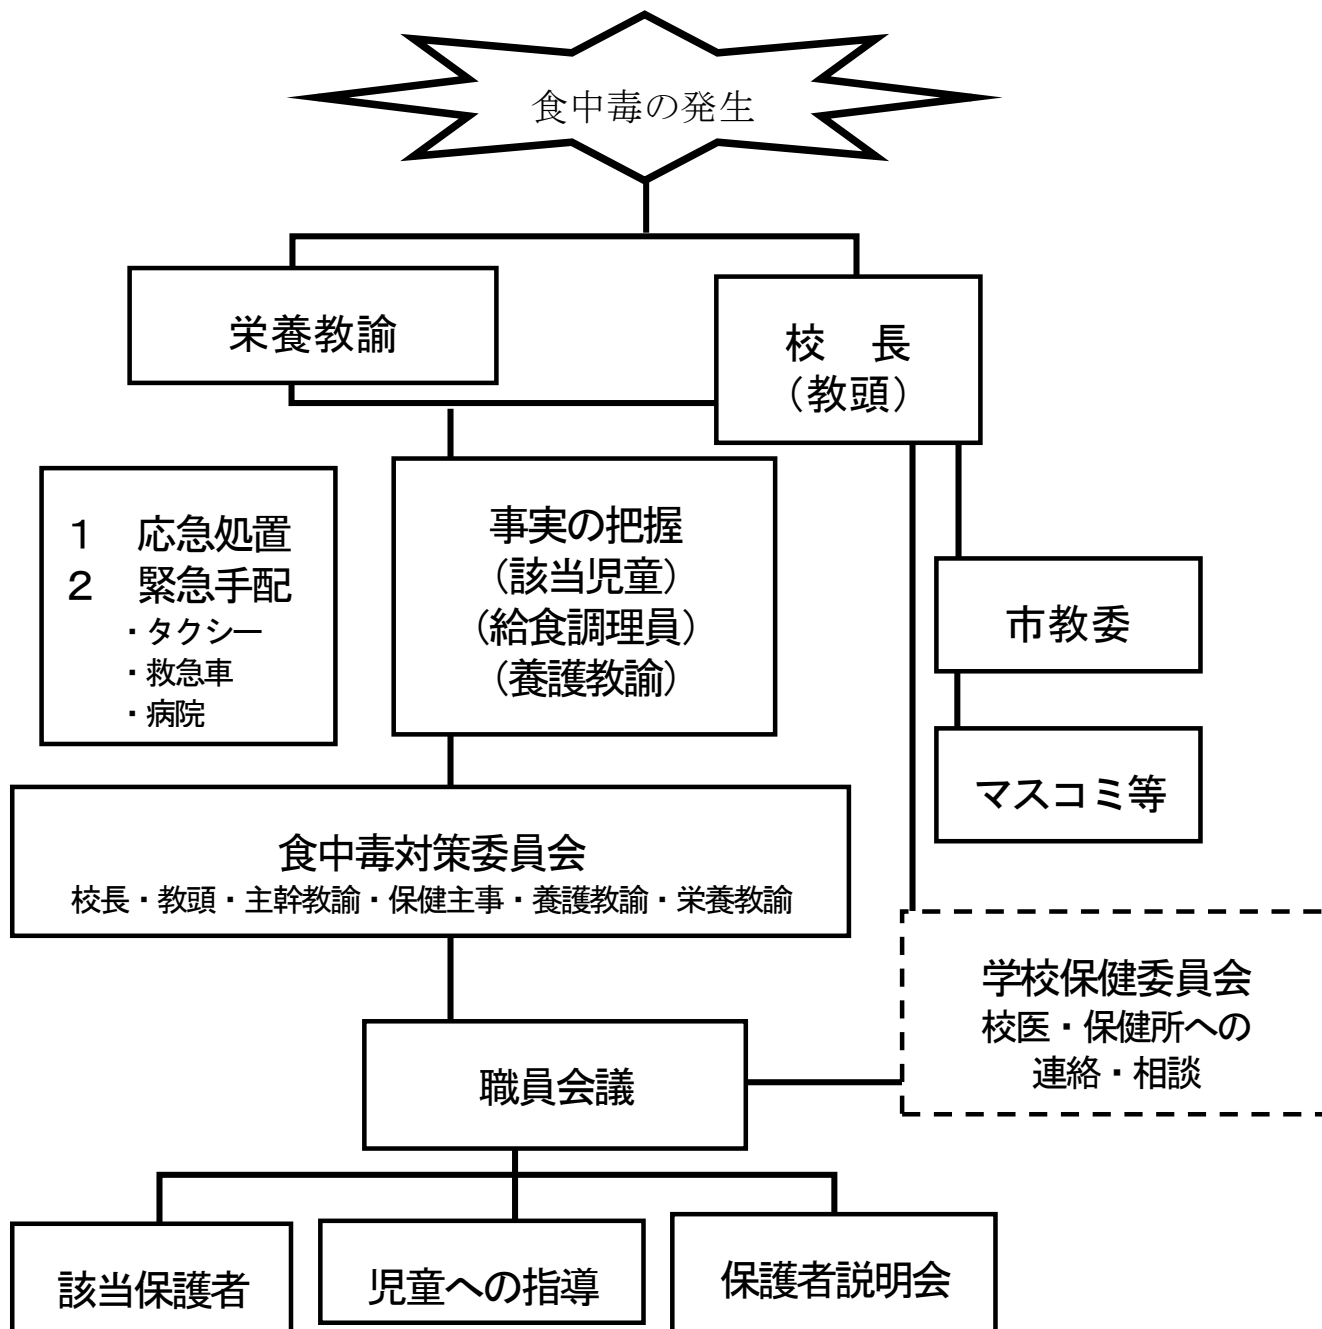 食中毒の発生
栄養教諭
校　長
（教頭）
1　応急処置
2　緊急手配
・タクシー
・救急車
・病院
事実の把握
（該当児童）
（給食調理員）
（養護教諭）
市教委
マスコミ等
食中毒対策委員会
校長・教頭・主幹教諭・保健主事・養護教諭・栄養教諭
学校保健委員会
校医・保健所への
連絡・相談
職員会議
該当保護者
児童への指導
保護者説明会